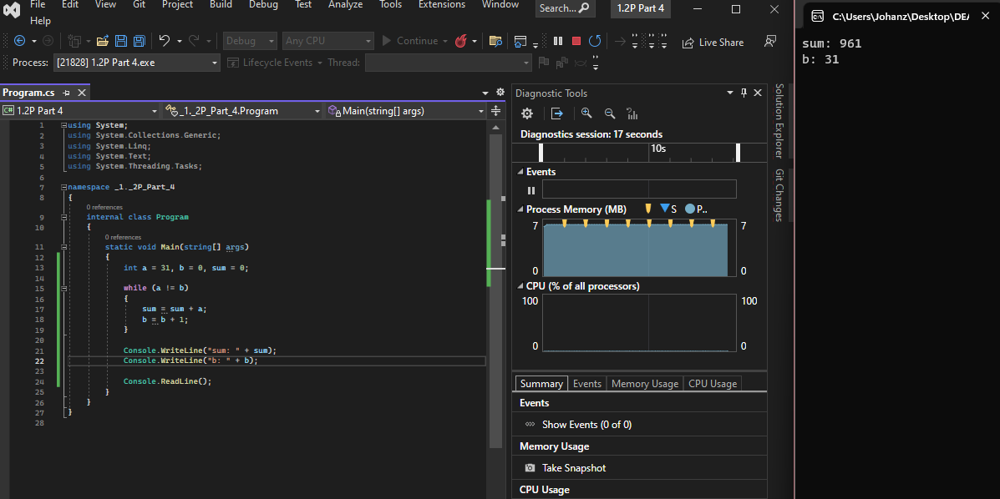 File Edit View Git Project Build Debug Test Analyze Tools Extensions Window
Help
Search...
1.2P Part 4
Debug Any CPU Continue Live Share
Process: [21828] 1.2P Part 4.exe Lifecycle Events Thread:
Program.cs
C# 1.2P Part 4 _1._2P_Part_4.Program Main(string[] args)
1 using System;
2 using System.Collections.Generic;
3 using System.Linq;
4 using System.Text;
5 using System.Threading.Tasks;
6
7 namespace _1._2P_Part_4
8 {
0 references
9 internal class Program
10 {
0 references
11 static void Main(string[] args)
12 {
13 int a = 31, b = 0, sum = 0;
14
15 while (a != b)
16 {
17 sum = sum + a;
18 b = b + 1;
19 }
20
21 Console.WriteLine("sum: " + sum);
22 Console.WriteLine("b: " + b);
23
24 Console.ReadLine();
25 }
26 }
27 }
28
Diagnostic Tools
Diagnostics session: 17 seconds
10s
Events
Process Memory (MB) S P..
7 7
0 0
CPU (% of all processors)
100 100
0 0
Summary Events Memory Usage CPU Usage
Events
Show Events (0 of 0)
Memory Usage
Take Snapshot
CPU Usage
Solution Explorer
Git Changes
C:\Users\Johanz\Desktop\DEA
sum: 961
b: 31